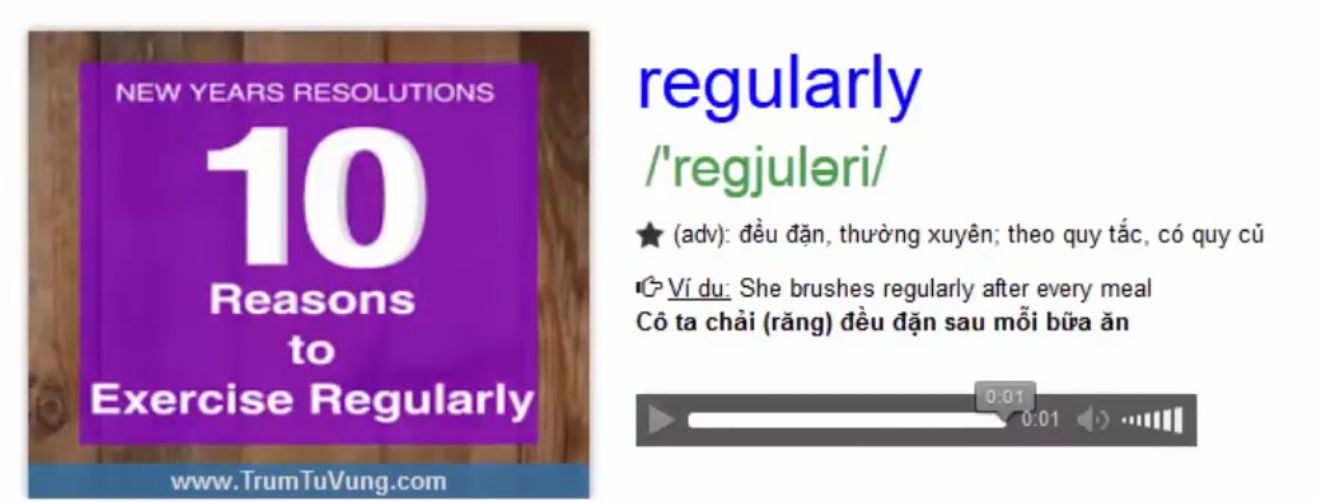 NEW YEARS RESOLUTIONS
10
Reasons
to
Exercise Regularly
www.TrumTuVung.com
regularly
/'regjuləri/
(adv): đều đặn, thường xuyên; theo quy tắc, có quy củ
Ví dụ: She brushes regularly after every meal
Cô ta chải (răng) đều đặn sau mỗi bữa ăn
0:01
0:01